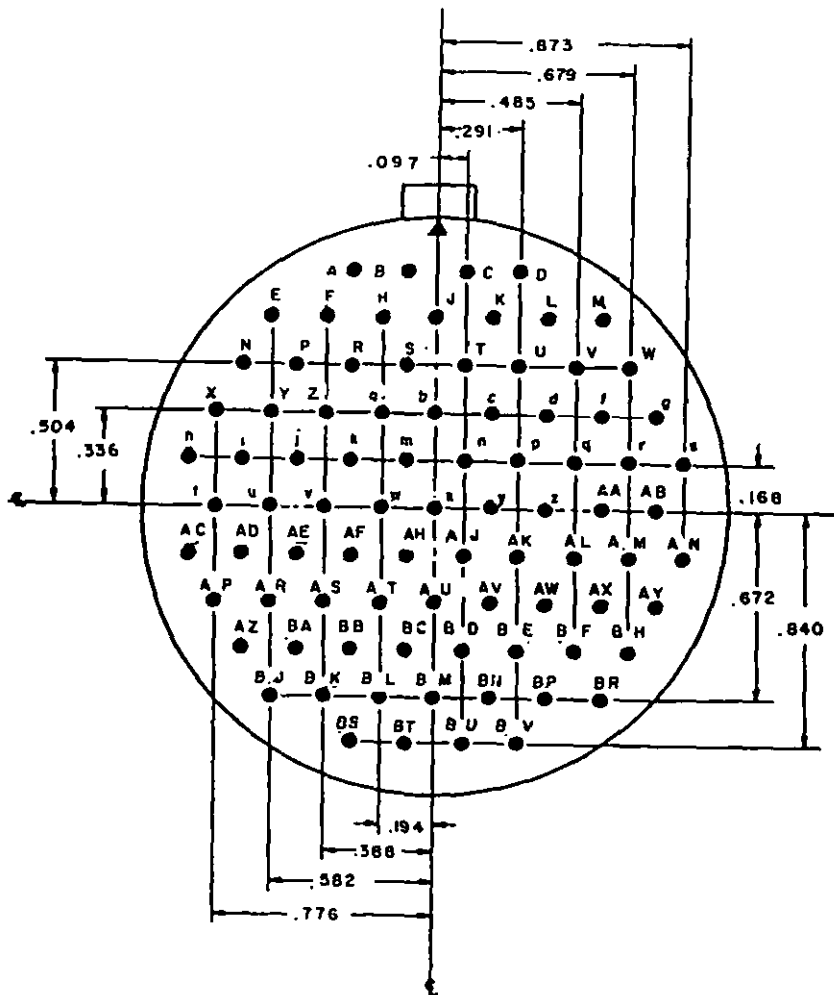 .873
.679
.485
.291
.097
A B C D
E F H J K L M
N P R S T U V W
X Y Z a b c d f g
.504
.336
h i j k m n p q r s
.168
t u v w x y z AA AB
AC AD AE AF AH AJ AK AL AM AN
AP AR AS AT AU AV AW AX AY
.672
.840
AZ BA BB BC BD BE BF BH
BJ BK BL BM BN BP BR
BS BT BU BV
.194
.388
.582
.776